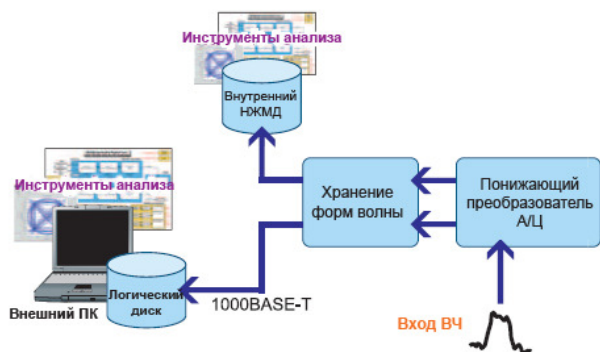 Инструменты анализа
Внутренний
НЖМД
Инструменты анализа
Хранение
форм волны
Понижающий
преобразователь
А/Ц
Логический
диск
Внешний ПК
1000BASE-T
Вход ВЧ